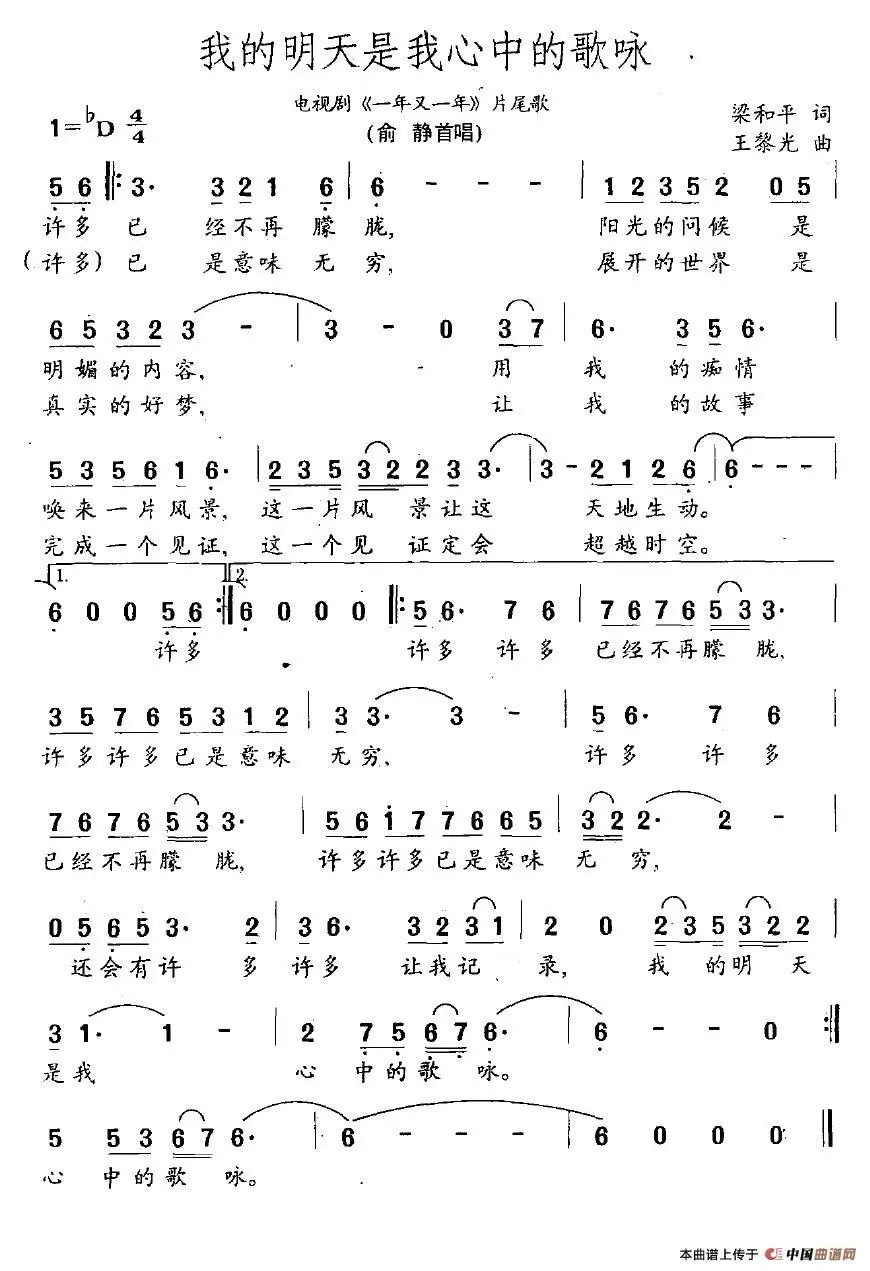 我的明天是我心中的歌咏
电视剧《一年又一年》片尾歌
(俞 静首唱)
1=♭D 4/4
梁和平 词
王黎光 曲
5 6 ‖: 3· 3 2 1 6 | 6 - - - | 1 2 3 5 2 0 5
许多 已 经不再 朦 胧, 阳光的问候 是
(许多) 已 是意味 无 穷, 展开的世界 是
6 5 3 2 3 - | 3 - 0 3 7 | 6· 3 5 6·
明媚的内容, 用 我 的痴情
真实的好梦, 让 我 的故事
5 3 5 6 1 6· | 2 3 5 3 2 2 3 3· | 3 - 2 1 2 6 | 6 - - -
唤来一片风景, 这一片风 景让这 天地生动。
完成一个见证, 这一个见 证定会 超越时空。
1. 2.
6 0 0 5 6 :‖ 6 0 0 0 ‖: 5 6· 7 6 | 7 6 7 6 5 3 3 3·
许多 许多 许多 已经不再朦 胧,
3 5 7 6 5 3 1 2 | 3 3· 3 - | 5 6· 7 6
许多许多已是意味 无穷, 许多 许多
7 6 7 6 5 3 3 3· | 5 6 1 7 7 6 6 5 | 3 2 2· 2 -
已经不再朦 胧, 许多许多已是意味 无 穷,
0 5 6 5 3· 2 | 3 6· 3 2 3 1 | 2 0 2 3 5 3 2 2
还会有许 多 许多 让我记 录, 我 的明 天
3 1· 1 - | 2 7 5 6 7 6· | 6 - - 0 :‖
是我 心 中的歌 咏。
5 5 3 6 7 6· | 6 - - - | 6 0 0 0 ‖
心 中的歌 咏。
本曲谱上传于 中国曲谱网